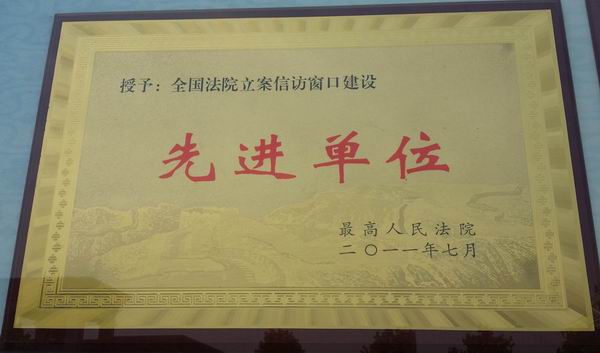 授予：全国法院立案信访窗口建设
先进单位
最高人民法院
二〇一一年七月